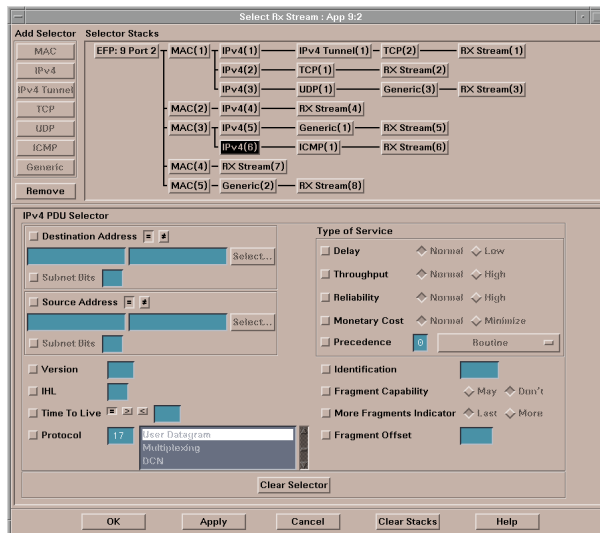 Select Rx Stream : App 9:2
Add Selector
Selector Stacks
MAC
IPv4
IPv4 Tunnel
TCP
UDP
ICMP
Generic
Remove
EFP: 9 Port 2 MAC(1) IPv4(1) IPv4 Tunnel(1) TCP(2) RX Stream(1)
IPv4(2) TCP(1) RX Stream(2)
IPv4(3) UDP(1) Generic(3) RX Stream(3)
MAC(2) IPv4(4) RX Stream(4)
MAC(3) IPv4(5) Generic(1) RX Stream(5)
IPv4(6) ICMP(1) RX Stream(6)
MAC(4) RX Stream(7)
MAC(5) Generic(2) RX Stream(8)
IPv4 PDU Selector
Destination Address = ≠
Select...
Subnet Bits
Source Address = ≠
Select...
Subnet Bits
Version
IHL
Time To Live = ≥ ≤
Protocol 17 User Datagram
Multiplexing
DCN
Type of Service
Delay Normal Low
Throughput Normal High
Reliability Normal High
Monetary Cost Normal Minimize
Precedence 0 Routine
Identification
Fragment Capability May Don't
More Fragments Indicator Last More
Fragment Offset
Clear Selector
OK Apply Cancel Clear Stacks Help